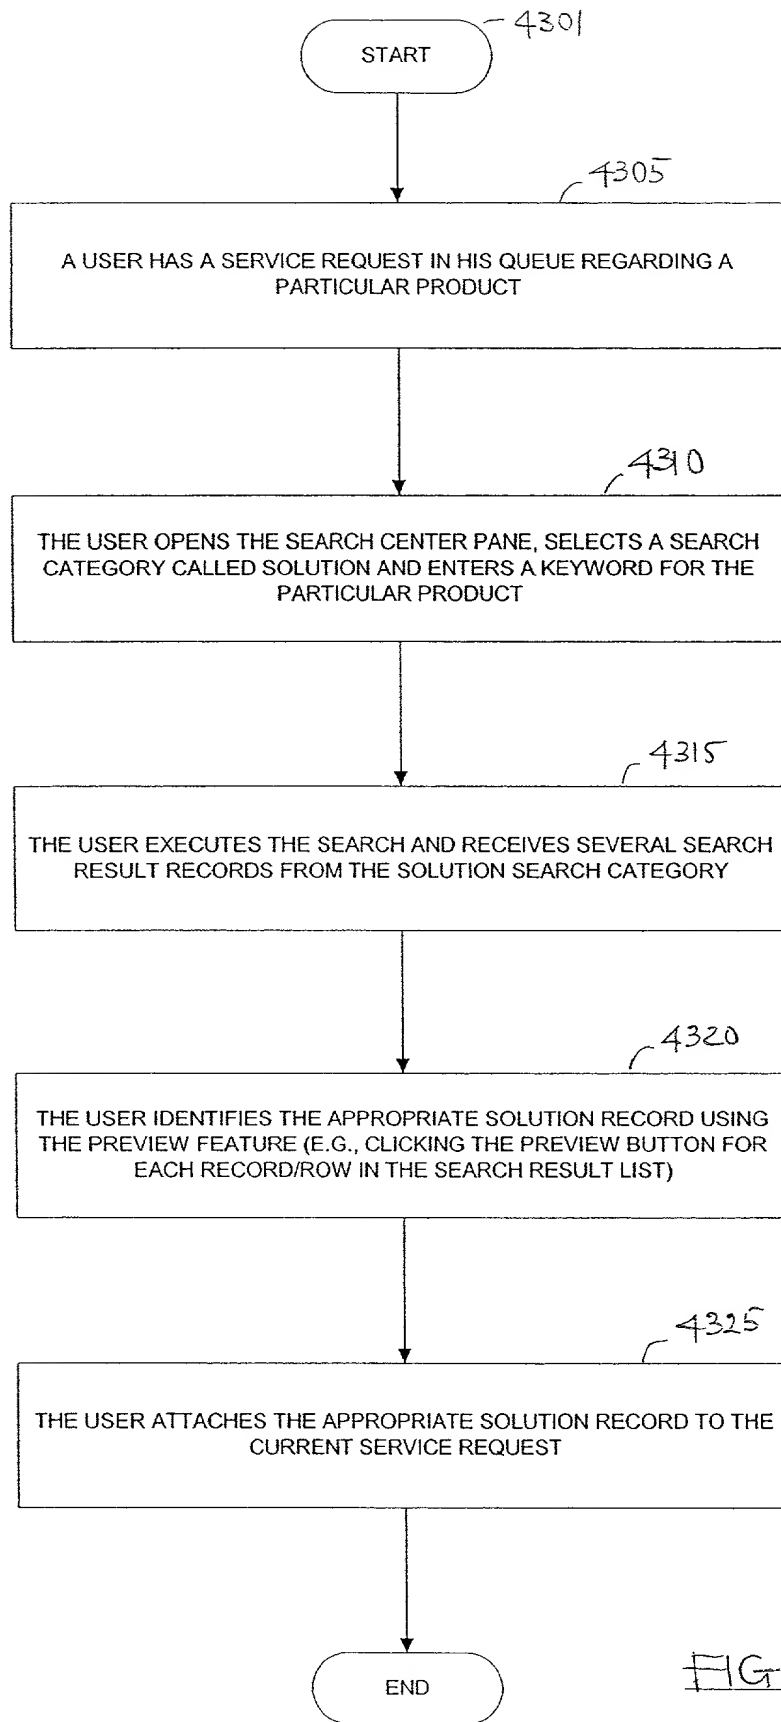 4301
START
4305
A USER HAS A SERVICE REQUEST IN HIS QUEUE REGARDING A
PARTICULAR PRODUCT
4310
THE USER OPENS THE SEARCH CENTER PANE, SELECTS A SEARCH
CATEGORY CALLED SOLUTION AND ENTERS A KEYWORD FOR THE
PARTICULAR PRODUCT
4315
THE USER EXECUTES THE SEARCH AND RECEIVES SEVERAL SEARCH
RESULT RECORDS FROM THE SOLUTION SEARCH CATEGORY
4320
THE USER IDENTIFIES THE APPROPRIATE SOLUTION RECORD USING
THE PREVIEW FEATURE (E.G., CLICKING THE PREVIEW BUTTON FOR
EACH RECORD/ROW IN THE SEARCH RESULT LIST)
4325
THE USER ATTACHES THE APPROPRIATE SOLUTION RECORD TO THE
CURRENT SERVICE REQUEST
END
FIG